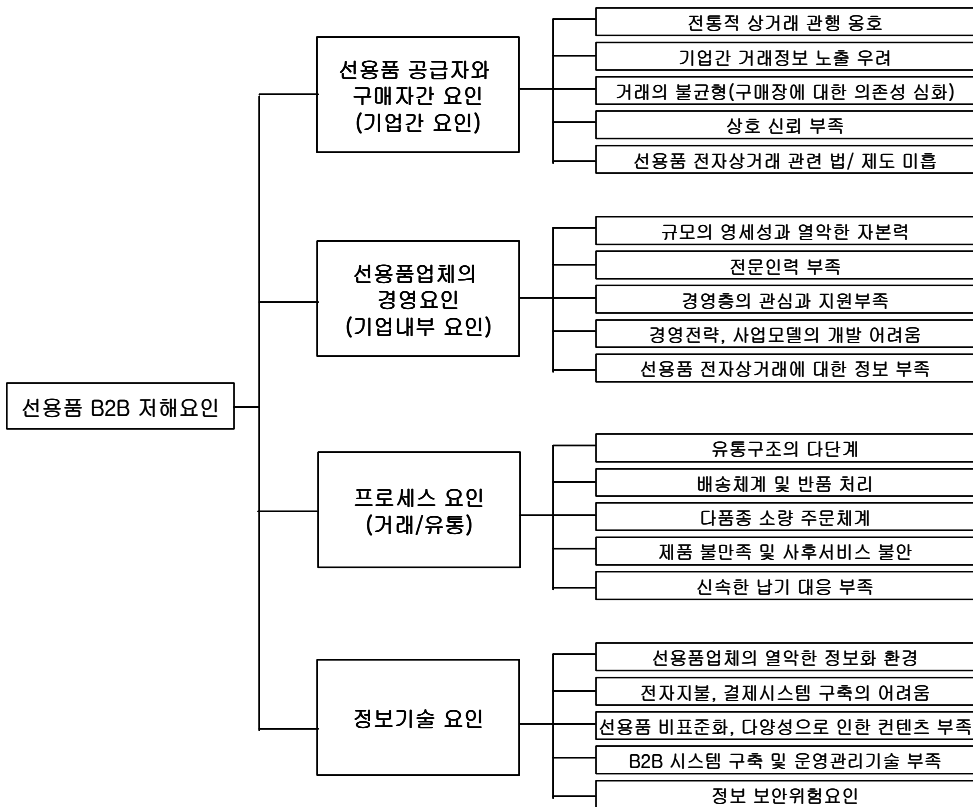 선용품 B2B 저해요인
선용품 공급자와
구매자간 요인
(기업간 요인)
전통적 상거래 관행 옹호
기업간 거래정보 노출 우려
거래의 불균형(구매장에 대한 의존성 심화)
상호 신뢰 부족
선용품 전자상거래 관련 법/ 제도 미흡
선용품업체의
경영요인
(기업내부 요인)
규모의 영세성과 열악한 자본력
전문인력 부족
경영층의 관심과 지원부족
경영전략, 사업모델의 개발 어려움
선용품 전자상거래에 대한 정보 부족
프로세스 요인
(거래/유통)
유통구조의 다단계
배송체계 및 반품 처리
다품종 소량 주문체계
제품 불만족 및 사후서비스 불안
신속한 납기 대응 부족
정보기술 요인
선용품업체의 열악한 정보화 환경
전자지불, 결제시스템 구축의 어려움
선용품 비표준화, 다양성으로 인한 컨텐츠 부족
B2B 시스템 구축 및 운영관리기술 부족
정보 보안위험요인